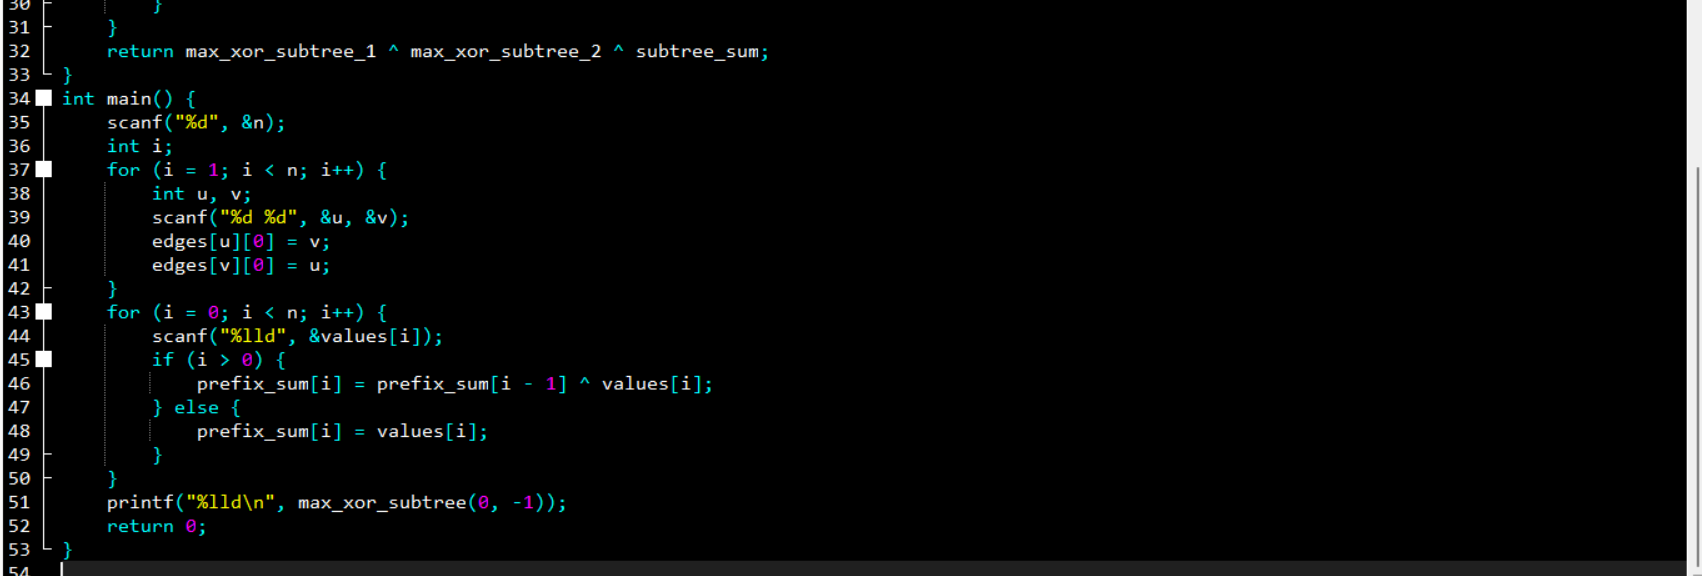 30 }
31 }
32 return max_xor_subtree_1 ^ max_xor_subtree_2 ^ subtree_sum;
33 }
34 int main() {
35 scanf("%d", &n);
36 int i;
37 for (i = 1; i < n; i++) {
38 int u, v;
39 scanf("%d %d", &u, &v);
40 edges[u][0] = v;
41 edges[v][0] = u;
42 }
43 for (i = 0; i < n; i++) {
44 scanf("%lld", &values[i]);
45 if (i > 0) {
46 prefix_sum[i] = prefix_sum[i - 1] ^ values[i];
47 } else {
48 prefix_sum[i] = values[i];
49 }
50 }
51 printf("%lld\n", max_xor_subtree(0, -1));
52 return 0;
53 }
54